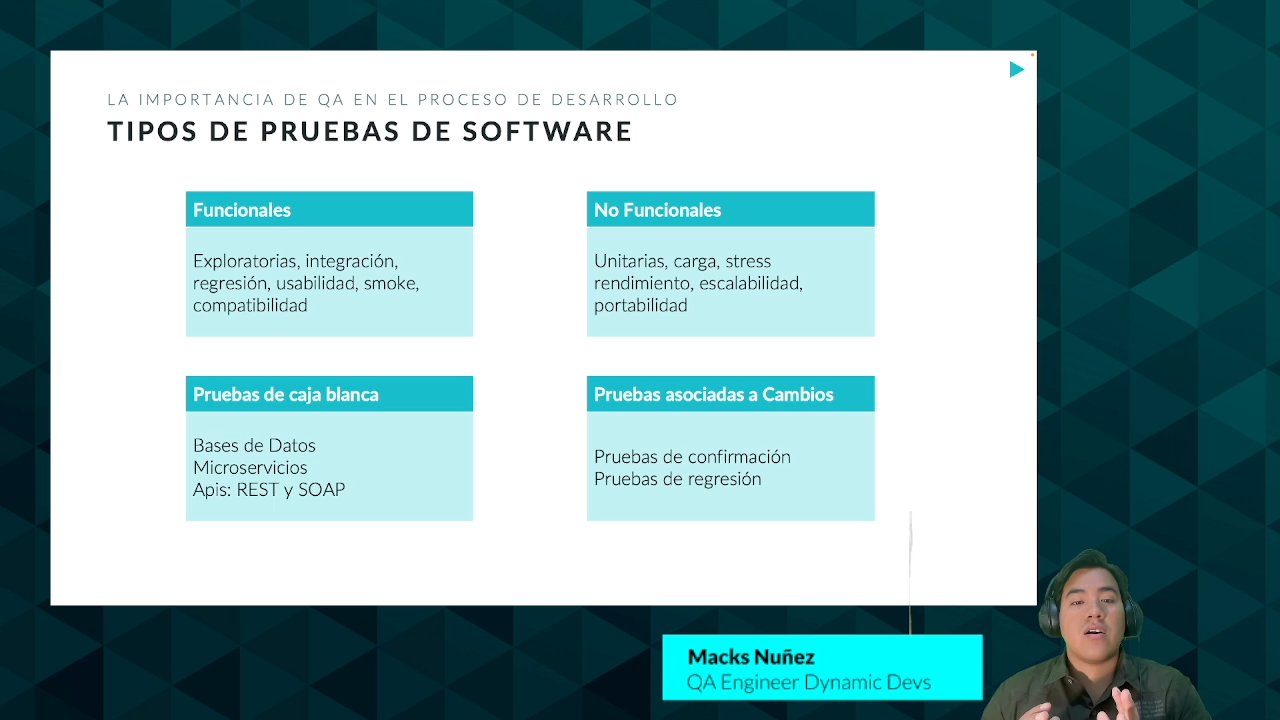 LA IMPORTANCIA DE QA EN EL PROCESO DE DESARROLLO
TIPOS DE PRUEBAS DE SOFTWARE
Funcionales
Exploratorias, integración,
regresión, usabilidad, smoke,
compatibilidad
No Funcionales
Unitarias, carga, stress
rendimiento, escalabilidad,
portabilidad
Pruebas de caja blanca
Bases de Datos
Microservicios
Apis: REST y SOAP
Pruebas asociadas a Cambios
Pruebas de confirmación
Pruebas de regresión
Macks Nuñez
QA Engineer Dynamic Devs